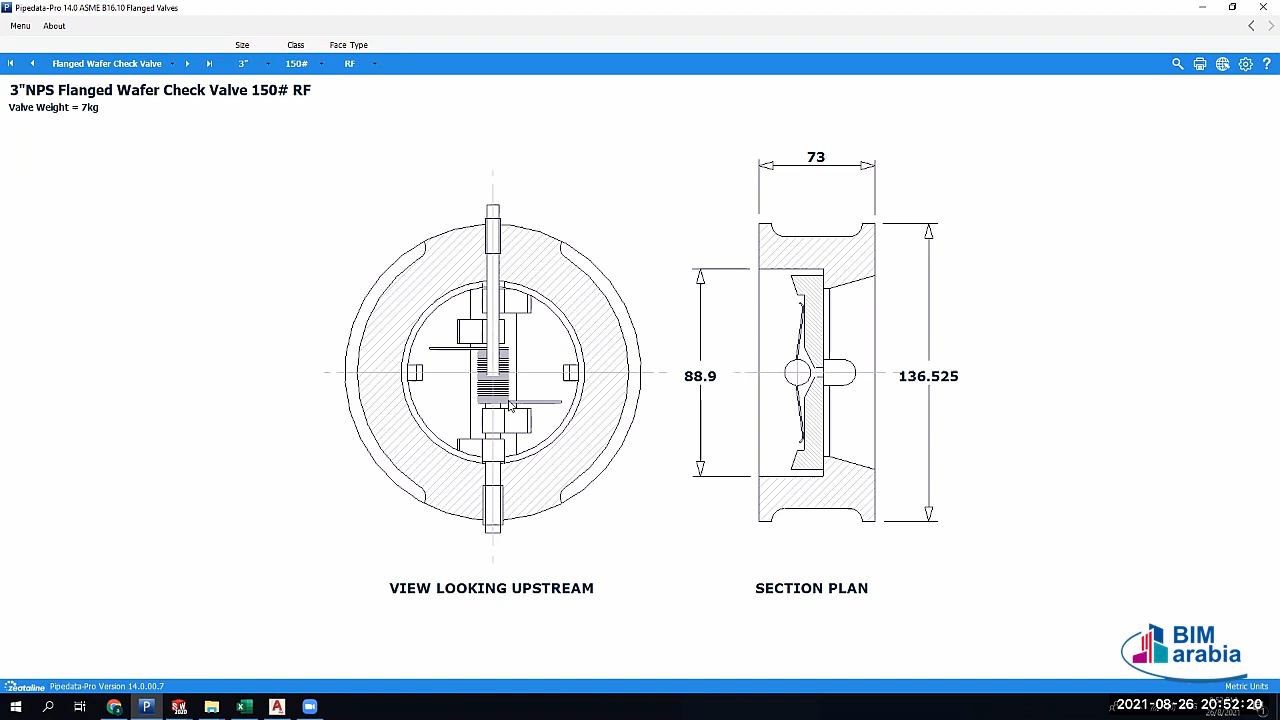 Pipedata-Pro 14.0 ASME B16.10 Flanged Valves
Menu About
Size Class Face Type
Flanged Wafer Check Valve 3" 150# RF
3"NPS Flanged Wafer Check Valve 150# RF
Valve Weight = 7kg
73
88.9
136.525
VIEW LOOKING UPSTREAM SECTION PLAN
BIM
arabia
Zeataline Pipedata-Pro Version 14.0.00.7 Metric Units
2021-08-26 20:52:20